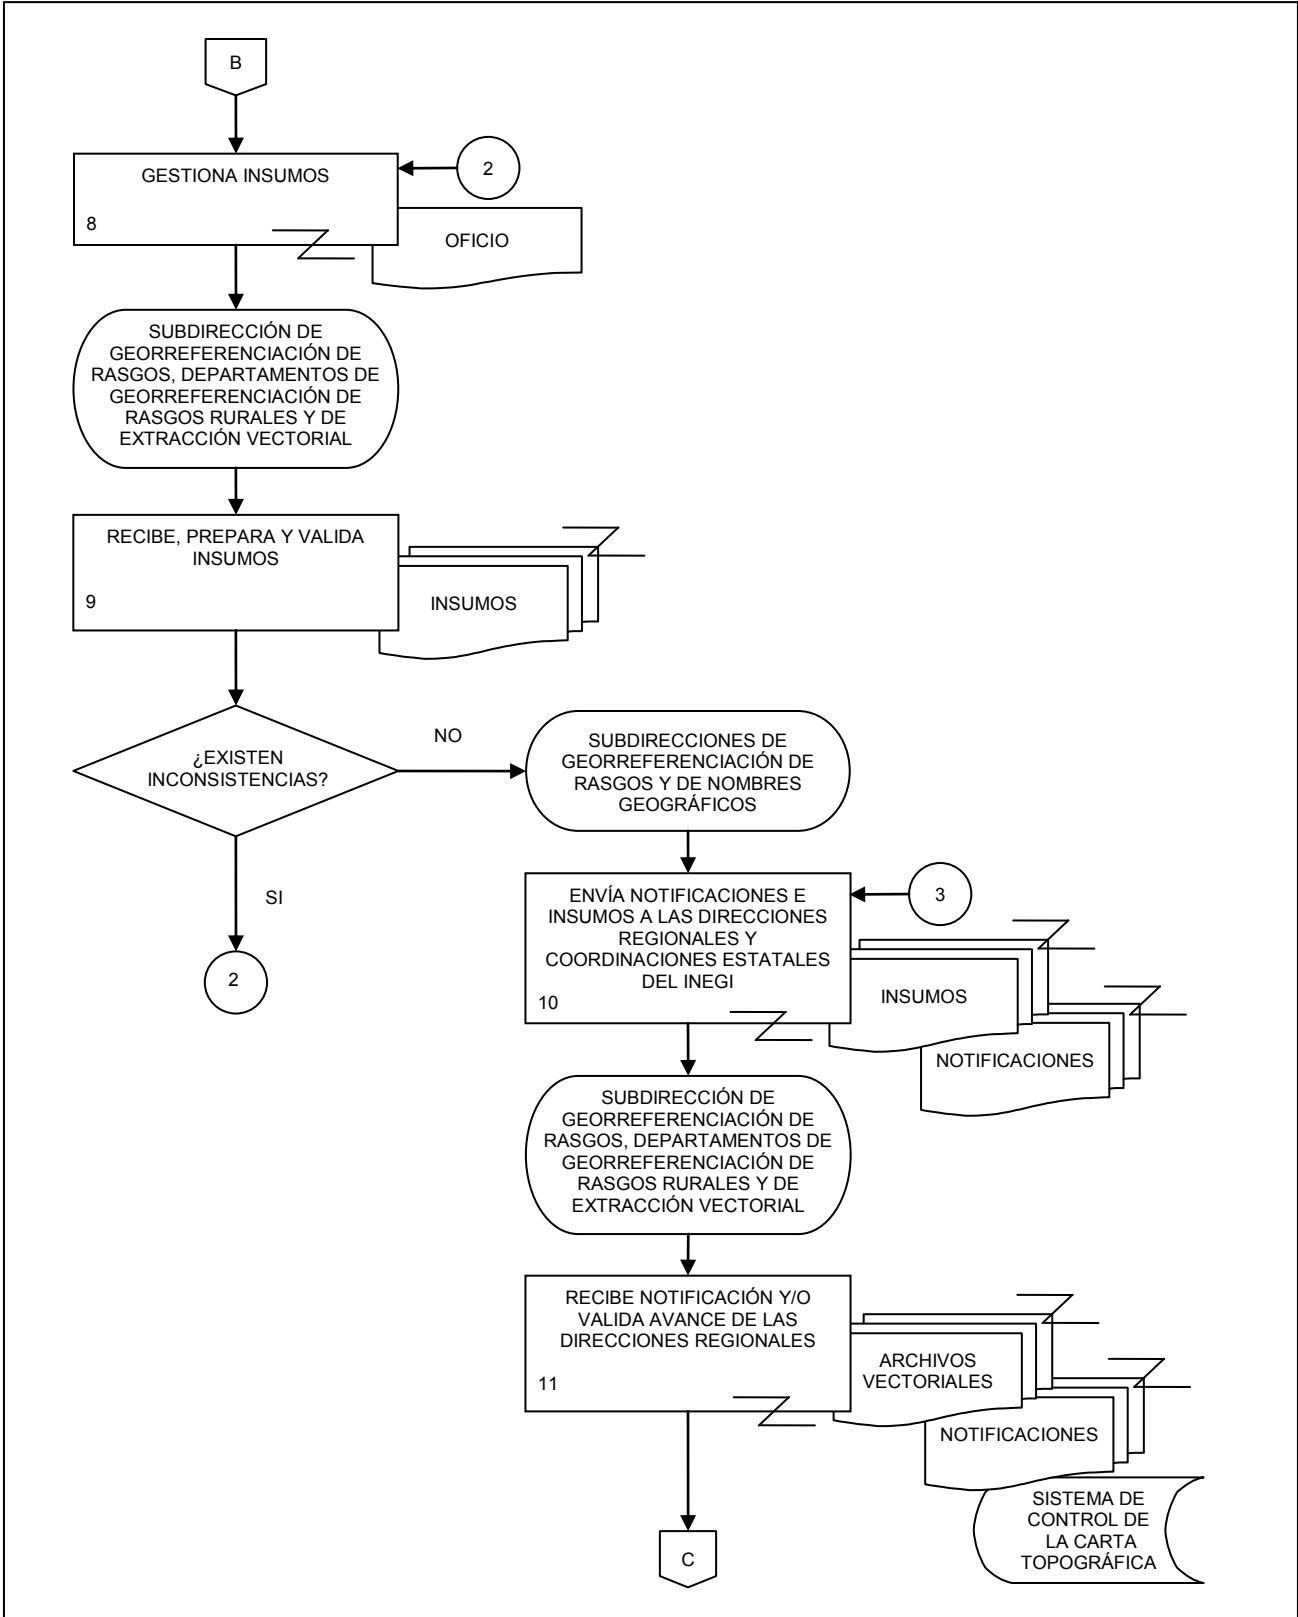 B
2
GESTIONA INSUMOS
8
OFICIO
SUBDIRECCIÓN DE
GEORREFERENCIACIÓN DE
RASGOS, DEPARTAMENTOS DE
GEORREFERENCIACIÓN DE
RASGOS RURALES Y DE
EXTRACCIÓN VECTORIAL
RECIBE, PREPARA Y VALIDA
INSUMOS
9
INSUMOS
¿EXISTEN
INCONSISTENCIAS?
NO
SI
2
SUBDIRECCIONES DE
GEORREFERENCIACIÓN DE
RASGOS Y DE NOMBRES
GEOGRÁFICOS
3
ENVÍA NOTIFICACIONES E
INSUMOS A LAS DIRECCIONES
REGIONALES Y
COORDINACIONES ESTATALES
DEL INEGI
10
INSUMOS
NOTIFICACIONES
SUBDIRECCIÓN DE
GEORREFERENCIACIÓN DE
RASGOS, DEPARTAMENTOS DE
GEORREFERENCIACIÓN DE
RASGOS RURALES Y DE
EXTRACCIÓN VECTORIAL
RECIBE NOTIFICACIÓN Y/O
VALIDA AVANCE DE LAS
DIRECCIONES REGIONALES
11
ARCHIVOS
VECTORIALES
NOTIFICACIONES
SISTEMA DE
CONTROL DE
LA CARTA
TOPOGRÁFICA
C